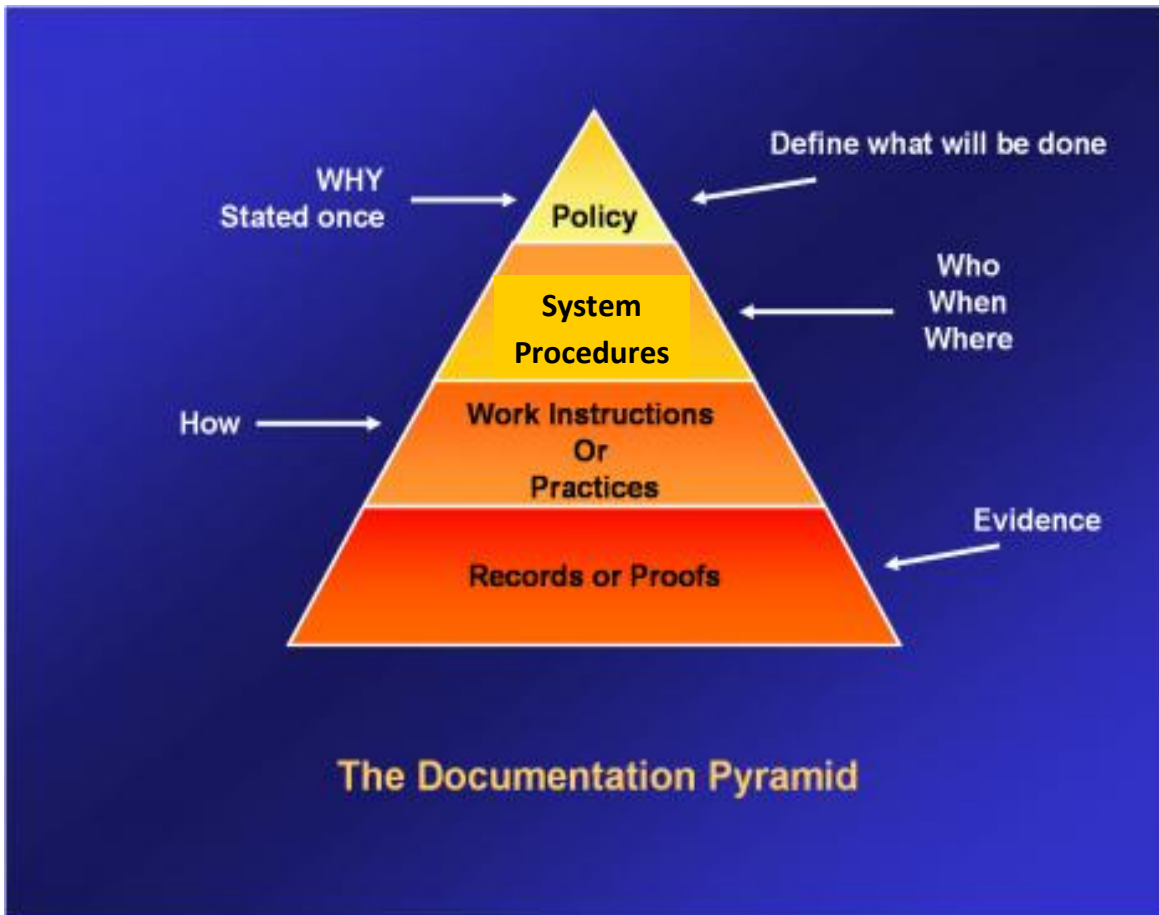 Define what will be done
WHY
Stated once
Policy
Who
When
Where
System
Procedures
How
Work Instructions
Or
Practices
Evidence
Records or Proofs
The Documentation Pyramid